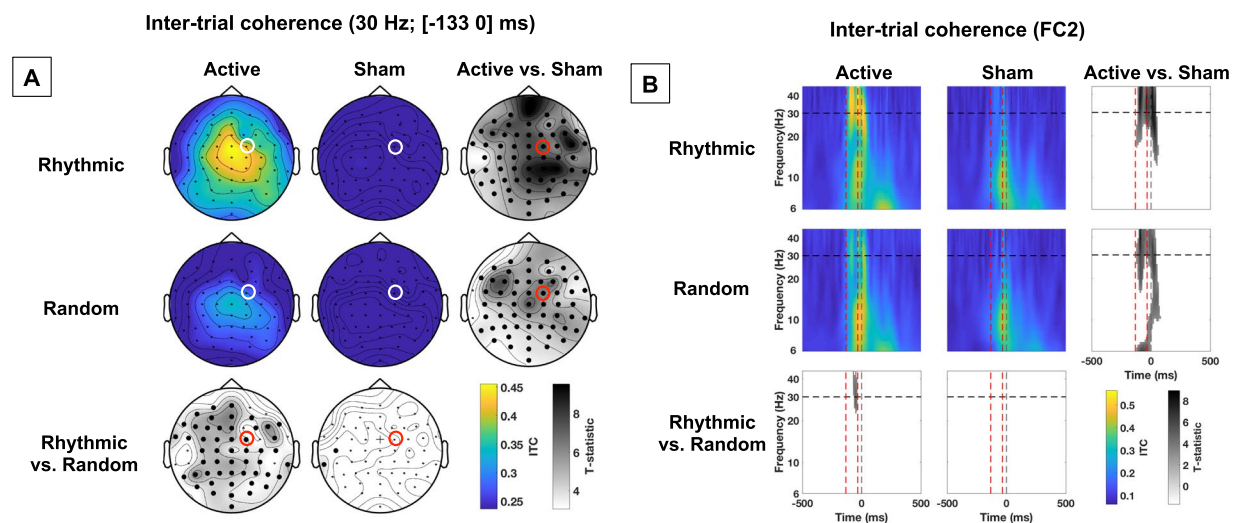 Inter-trial coherence (30 Hz; [-133 0] ms)
A
Active
Sham
Active vs. Sham
Rhythmic
Random
Rhythmic
vs. Random
0.45
0.4
0.35
0.3
0.25
ITC
8
6
4
T-statistic
Inter-trial coherence (FC2)
B
Active
Sham
Active vs. Sham
Rhythmic
Frequency(Hz)
40
30
20
10
6
Random
Frequency(Hz)
40
30
20
10
6
-500
0
500
Time (ms)
Rhythmic
vs. Random
Frequency (Hz)
40
30
20
10
6
-500
0
500
Time (ms)
-500
0
500
Time (ms)
0.5
0.4
0.3
0.2
0.1
ITC
8
6
4
2
0
T-statistic